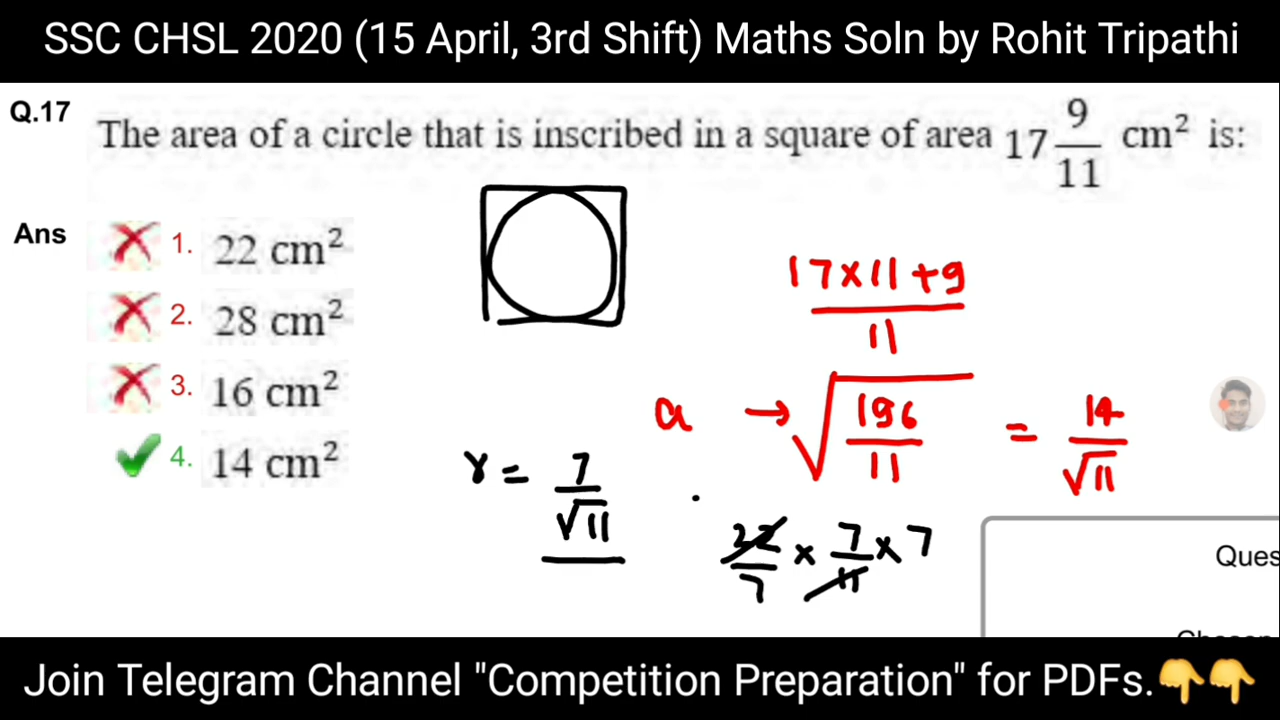 SSC CHSL 2020 (15 April, 3rd Shift) Maths Soln by Rohit Tripathi
Q.17 The area of a circle that is inscribed in a square of area 17 9/11 cm² is:
Ans
1. 22 cm²
2. 28 cm²
3. 16 cm²
4. 14 cm²
17×11+9
11
a → √196/11 = 14/√11
r = 7/√11
22/7 × 7/11 × 7
Ques
Join Telegram Channel "Competition Preparation" for PDFs.👇👇